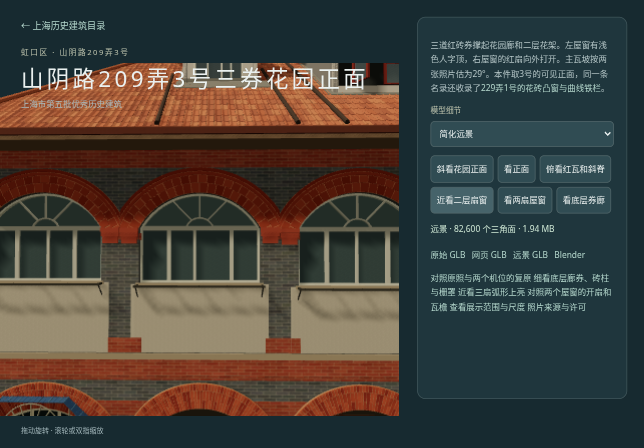 ← 上海历史建筑目录
虹口区 · 山阴路209弄3号
山阴路209弄3号三券花园正面
上海市第五批优秀历史建筑
拖动旋转 · 滚轮或双指缩放
三道红砖券撑起花园廊和二层花架。左屋窗有浅
色人字顶，右屋窗的红扇向外打开。主瓦坡按两
张照片估为29°。本件取3号的可见正面，同一条
名录还收录了229弄1号的花砖凸窗与曲线铁栏。
模型细节
简化远景
斜看花园正面 看正面 俯看红瓦和斜脊
近看二层扇窗 看两扇屋窗 看底层券廊
远景 · 82,600 个三角面 · 1.94 MB
原始 GLB 网页 GLB 远景 GLB Blender
对照原照与两个机位的复原 细看底层廊券、砖柱
与栅罩 近看三扇弧形上亮 对照两个屋窗的开扇和
瓦檐 查看展示范围与尺度 照片来源与许可